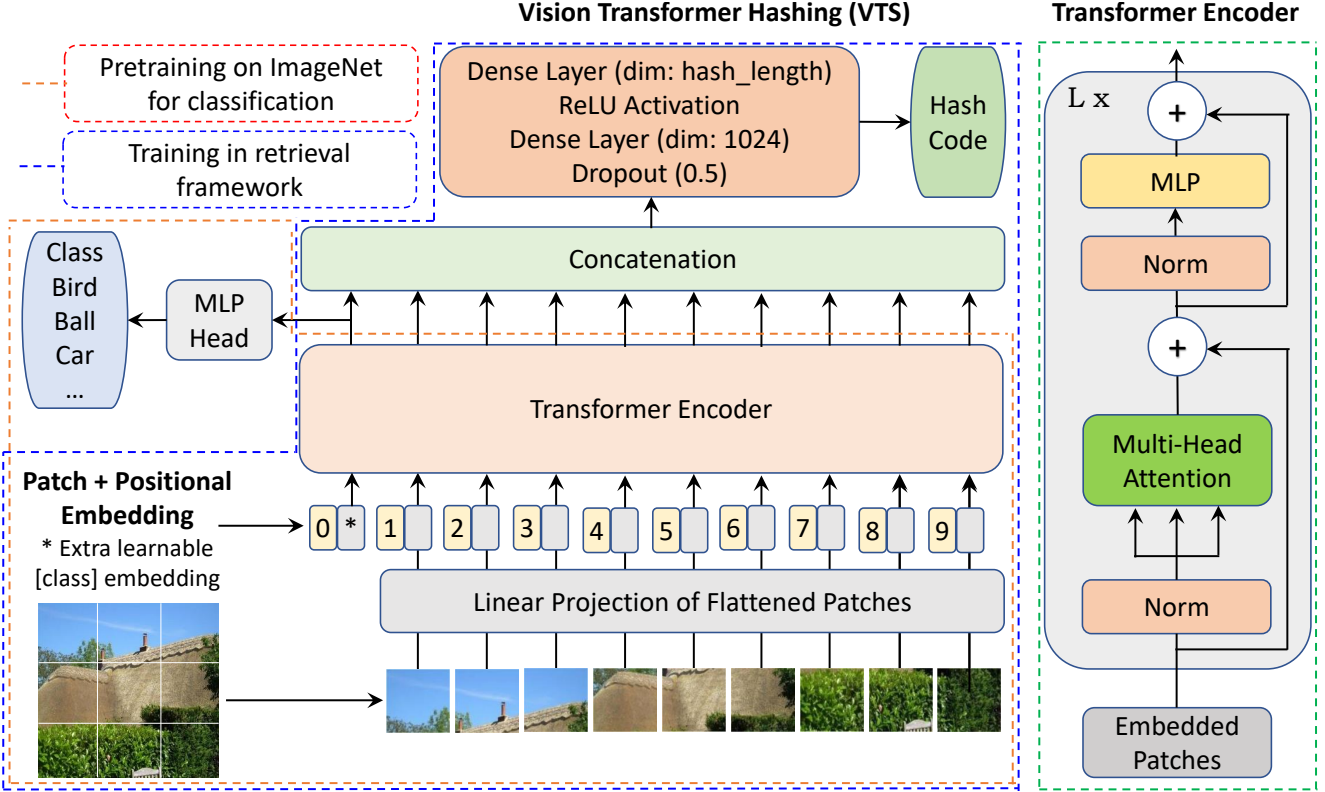 Vision Transformer Hashing (VTS)
Transformer Encoder
Pretraining on ImageNet
for classification
Training in retrieval
framework
Dense Layer (dim: hash_length)
ReLU Activation
Dense Layer (dim: 1024)
Dropout (0.5)
Hash
Code
Concatenation
Class
Bird
Ball
Car
...
MLP
Head
Transformer Encoder
Patch + Positional
Embedding
* Extra learnable
[class] embedding
0 * 1 2 3 4 5 6 7 8 9
Linear Projection of Flattened Patches
L x
+
MLP
Norm
+
Multi-Head
Attention
Norm
Embedded
Patches